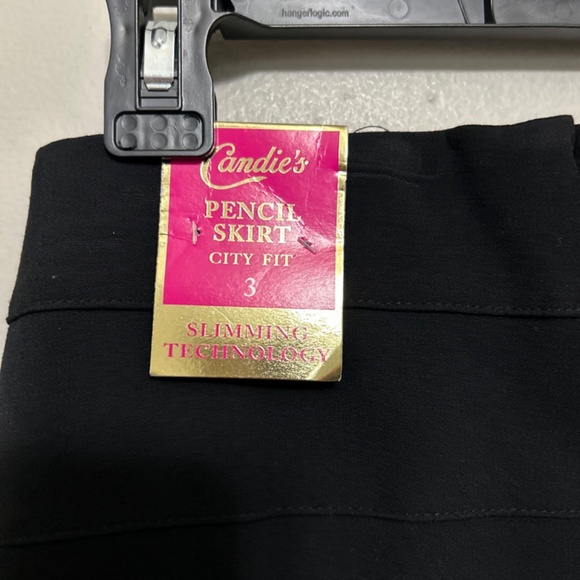 hangerlogic.com
Candie's
PENCIL
SKIRT
CITY FIT
3
SLIMMING
TECHNOLOGY